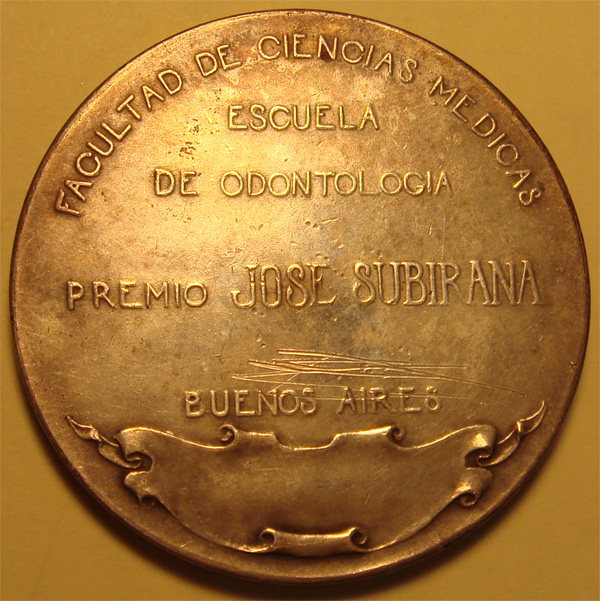 FACULTAD DE CIENCIAS MEDICAS
ESCUELA
DE ODONTOLOGIA
PREMIO JOSE SUBIRANA
BUENOS AIRES